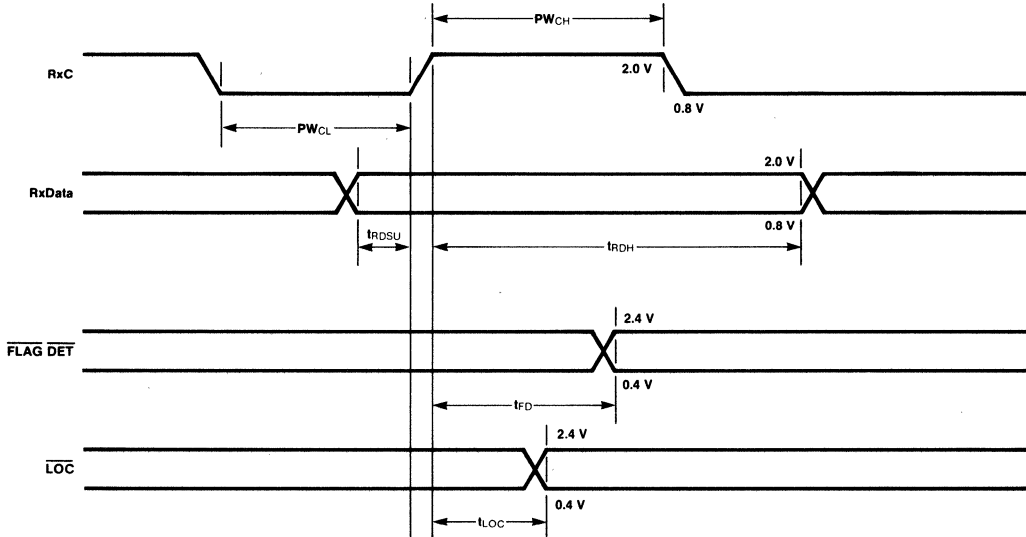 PWCH
RxC
2.0 V
0.8 V
PWCL
2.0 V
RxData
0.8 V
tRDSU
tRDH
2.4 V
FLAG DET
0.4 V
tFD
2.4 V
LOC
0.4 V
tLOC